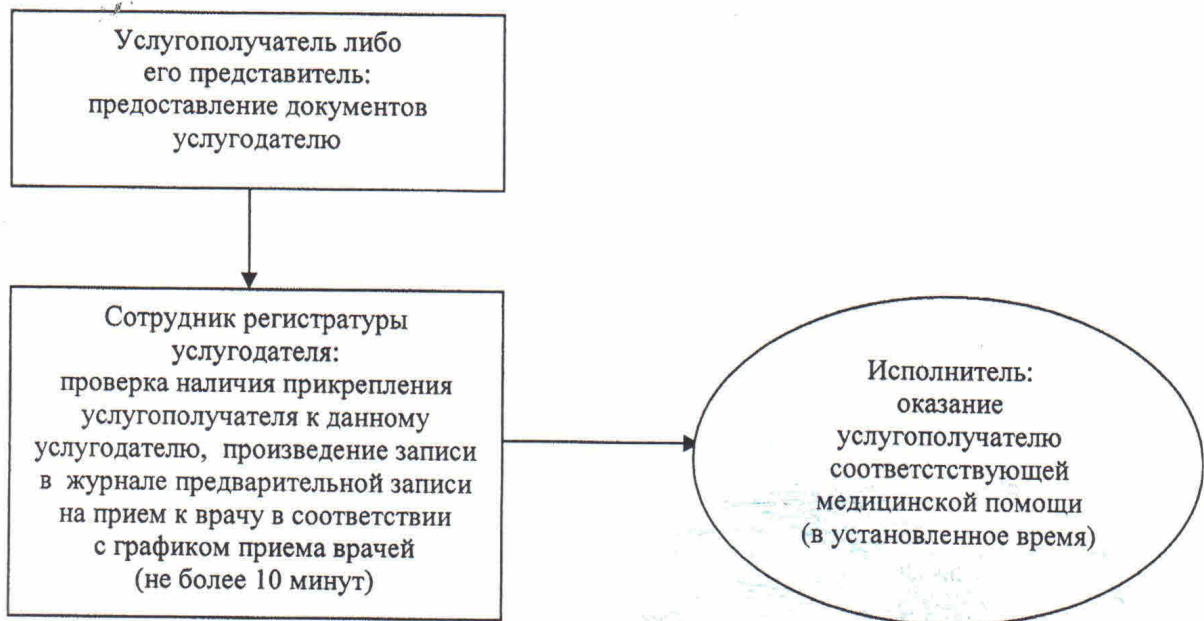 Услугополучатель либо
его представитель:
предоставление документов
услугодателю
Сотрудник регистратуры
услугодателя:
проверка наличия прикрепления
услугополучателя к данному
услугодателю, произведение записи
в журнале предварительной записи
на прием к врачу в соответствии
с графиком приема врачей
(не более 10 минут)
Исполнитель:
оказание
услугополучателю
соответстствующей
медицинской помощи
(в установленное время)